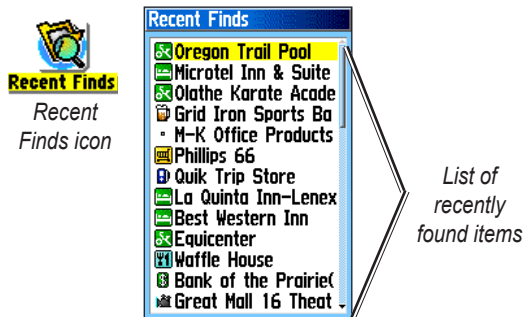 Recent Finds
Recent
Finds icon
Recent Finds
Oregon Trail Pool
Microtel Inn & Suite
Olathe Karate Acade
Grid Iron Sports Ba
M-K Office Products
Phillips 66
Quik Trip Store
La Quinta Inn-Lenex
Best Western Inn
Equicenter
Waffle House
Bank of the Prairie(
Great Mall 16 Theat
List of
recently
found items